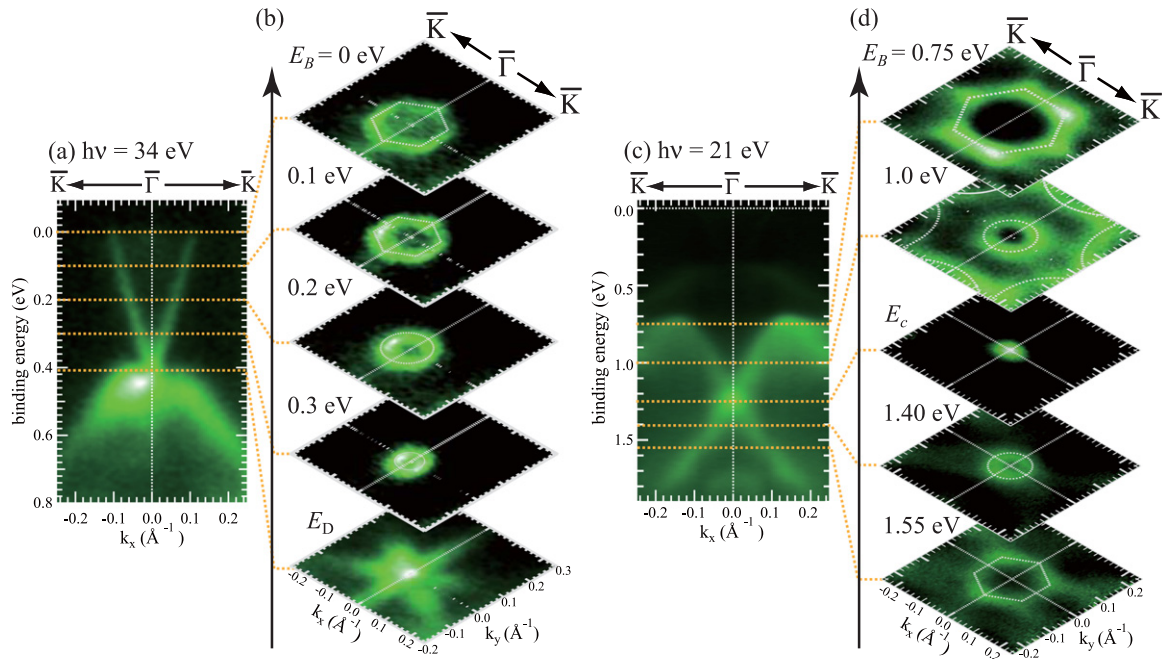 (b)
K̅
Γ̅
K̅
E_B = 0 eV
0.1 eV
0.2 eV
0.3 eV
E_D
(a) hν = 34 eV
K̅ Γ̅ K̅
binding energy (eV)
0.0
0.2
0.4
0.6
0.8
-0.2 -0.1 0.0 0.1 0.2
k_x (Å⁻¹)
-0.2 -0.1 0.0 0.1 0.2
k_x (Å⁻¹)
-0.2 -0.1 0.0 0.1 0.2 0.3
k_y (Å⁻¹)
(d)
K̅
Γ̅
K̅
E_B = 0.75 eV
1.0 eV
E_c
1.40 eV
1.55 eV
(c) hν = 21 eV
K̅ Γ̅ K̅
binding energy (eV)
0.0
0.5
1.0
1.5
-0.2 -0.1 0.0 0.1 0.2
k_x (Å⁻¹)
-0.2 -0.1 0.0 0.1 0.2
k_x (Å⁻¹)
-0.2 -0.1 0.0 0.1 0.2
k_y (Å⁻¹)